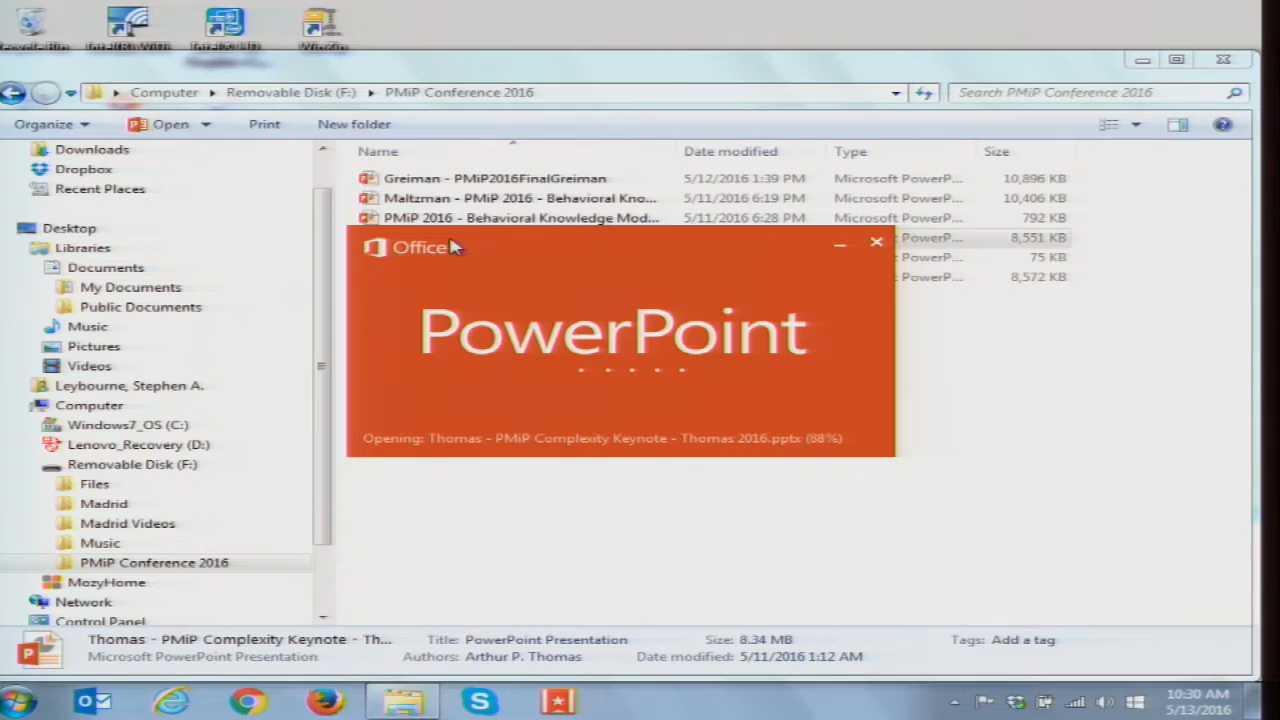 Computer
Removable Disk (F:)
PMiP Conference 2016
Search PMiP Conference 2016
Organize
Open
Print
New folder
Name
Date modified
Type
Size
Downloads
Dropbox
Recent Places
Desktop
Libraries
Documents
My Documents
Public Documents
Music
Pictures
Videos
Leybourne, Stephen A.
Computer
Windows7_OS (C:)
Lenovo_Recovery (D:)
Removable Disk (F:)
Files
Madrid
Madrid Videos
Music
PMiP Conference 2016
MozyHome
Network
Control Panel
Greiman - PMiP2016FinalGreiman 5/12/2016 1:39 PM Microsoft PowerP... 10,896 KB
Maltzman - PMiP 2016 - Behavioral Kno... 5/11/2016 6:19 PM Microsoft PowerP... 10,406 KB
PMiP 2016 - Behavioral Knowledge Mod... 5/11/2016 6:28 PM Microsoft PowerP... 792 KB
PowerP... 8,551 KB
PowerP... 75 KB
PowerP... 8,572 KB
Office
PowerPoint
Opening: Thomas - PMiP Complexity Keynote - Thomas 2016.pptx (88%)
Thomas - PMiP Complexity Keynote - Th...
Title: PowerPoint Presentation
Size: 8.34 MB
Tags: Add a tag
Microsoft PowerPoint Presentation
Authors: Arthur P. Thomas
Date modified: 5/11/2016 1:12 AM
10:30 AM
5/13/2016